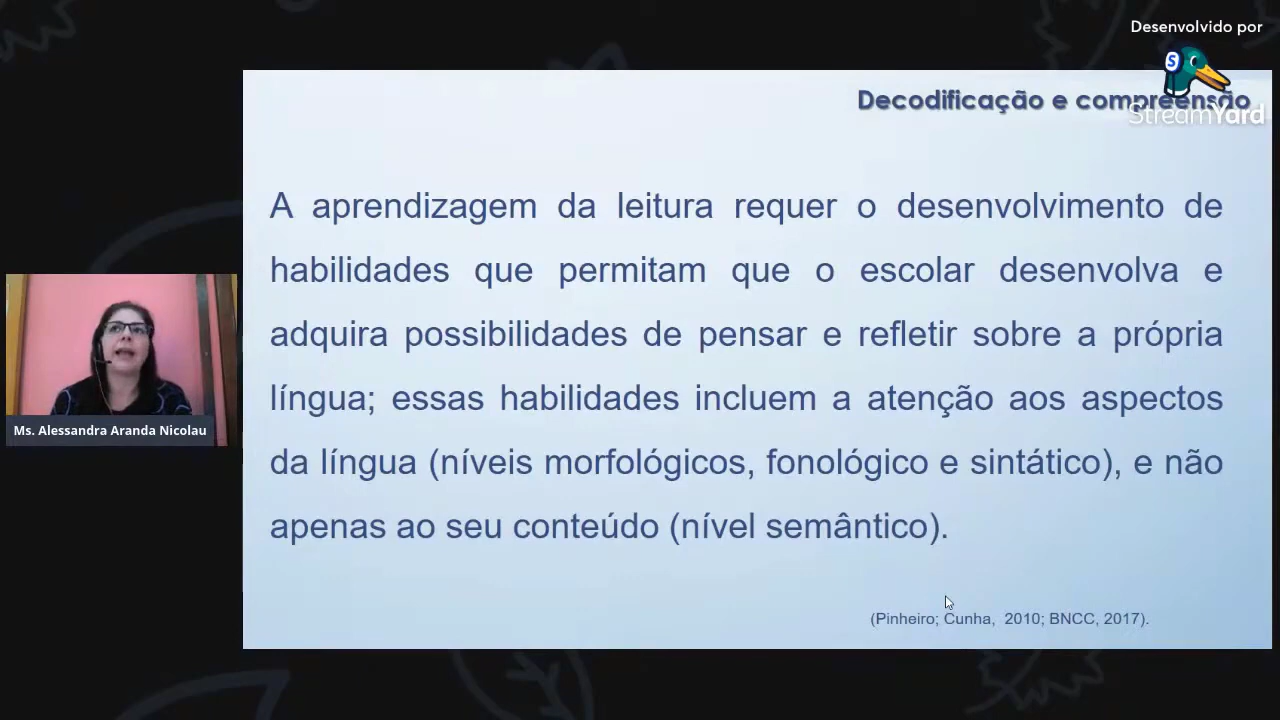 Desenvolvido por
S
StreamYard
Decodificação e compreensão
A aprendizagem da leitura requer o desenvolvimento de
habilidades que permitam que o escolar desenvolva e
adquira possibilidades de pensar e refletir sobre a própria
língua; essas habilidades incluem a atenção aos aspectos
da língua (níveis morfológicos, fonológico e sintático), e não
apenas ao seu conteúdo (nível semântico).
Ms. Alessandra Aranda Nicolau
(Pinheiro; Cunha, 2010; BNCC, 2017).